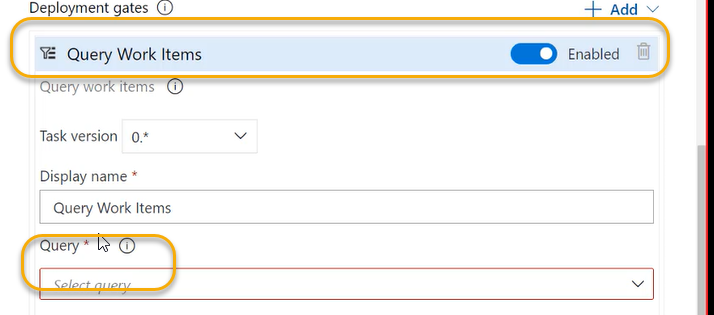 Deployment gates
Add
Query Work Items
Enabled
Query work items
Task version
0.*
Display name *
Query Work Items
Query *
Select query